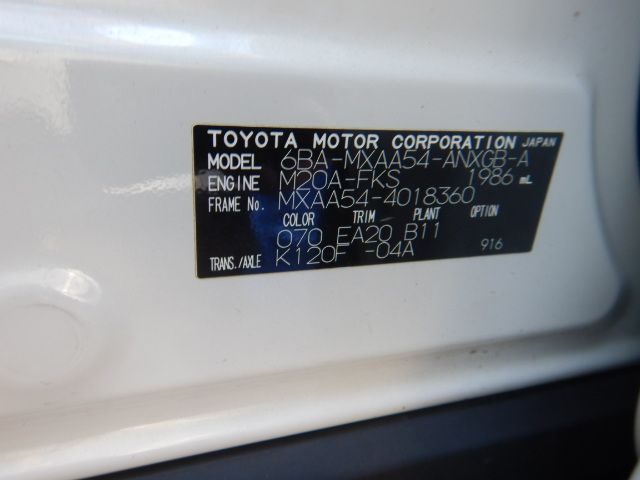 TOYOTA MOTOR CORPORATION JAPAN
MODEL 6BA-MXAA54-ANXGB-A
ENGINE M20A-FKS 1986 mL
FRAME No. MXAA54-4018360
COLOR TRIM PLANT OPTION
070 EA20 B11
TRANS./AXLE K120F -04A 916